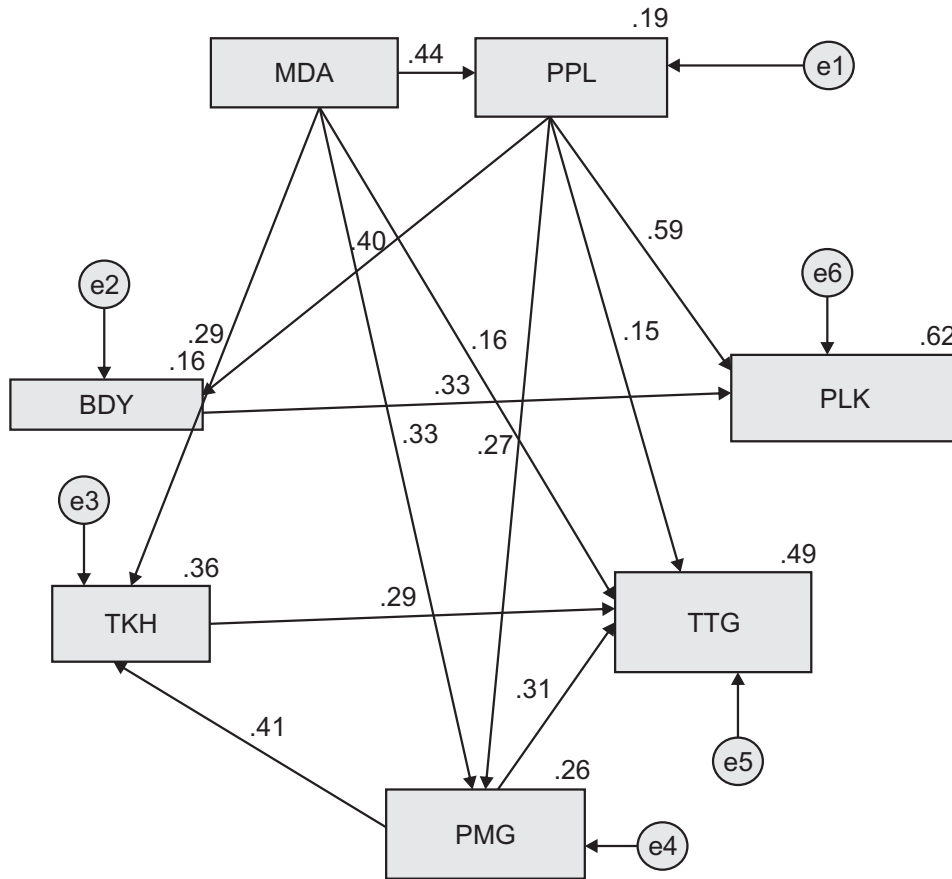 .19
.44
MDA
PPL
e1
.40
.59
e2
e6
.29
.16
.15
.62
.16
BDY
.33
PLK
.33
.27
e3
.36
.49
.29
TKH
TTG
.31
.41
e5
.26
PMG
e4